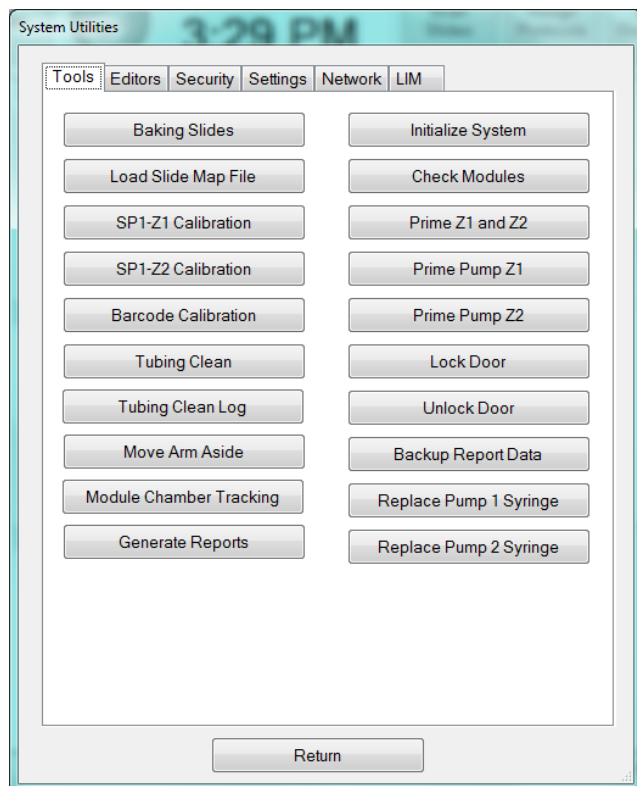 System Utilities
3:29 PM
Tools Editors Security Settings Network LIM
Baking Slides
Initialize System
Load Slide Map File
Check Modules
SP1-Z1 Calibration
Prime Z1 and Z2
SP1-Z2 Calibration
Prime Pump Z1
Barcode Calibration
Prime Pump Z2
Tubing Clean
Lock Door
Tubing Clean Log
Unlock Door
Move Arm Aside
Backup Report Data
Module Chamber Tracking
Replace Pump 1 Syringe
Generate Reports
Replace Pump 2 Syringe
Return